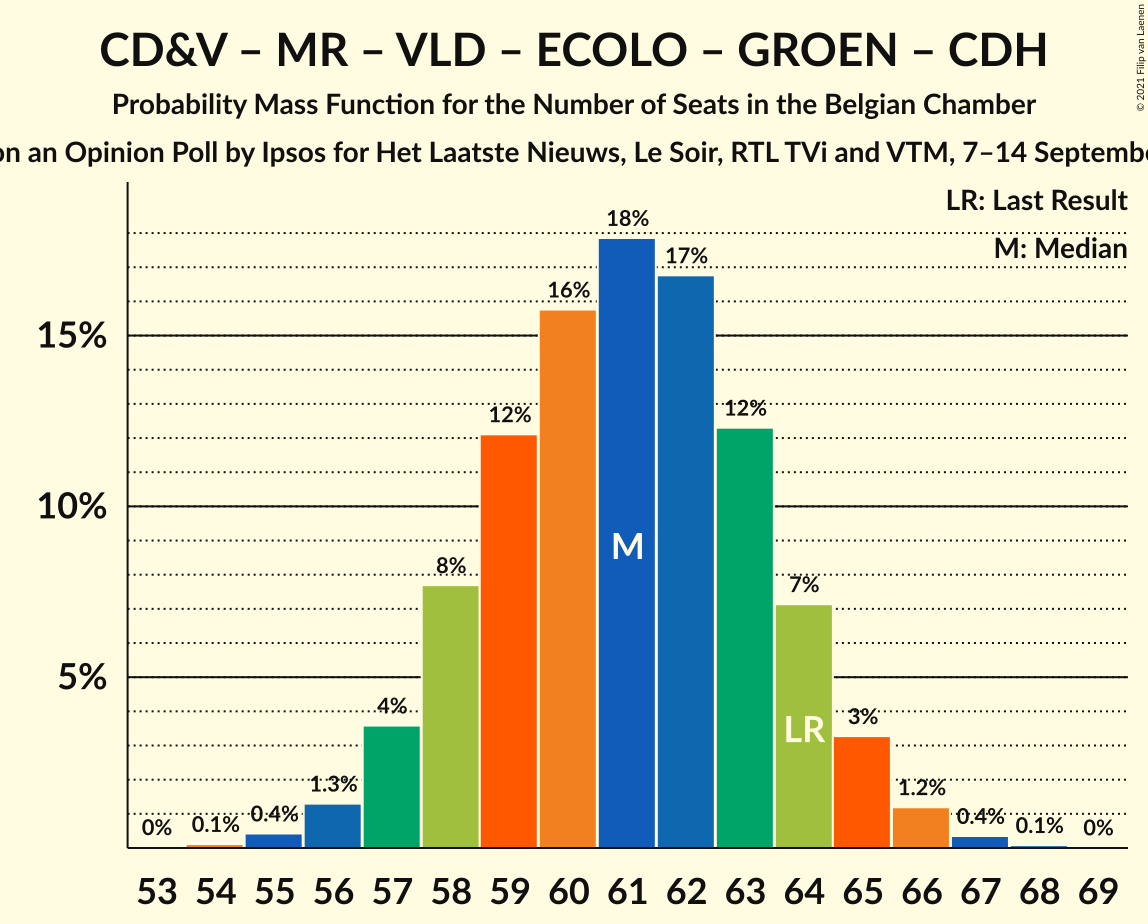 CD&V – MR – VLD – ECOLO – GROEN – CDH
Probability Mass Function for the Number of Seats in the Belgian Chamber
on an Opinion Poll by Ipsos for Het Laatste Nieuws, Le Soir, RTL TVi and VTM, 7–14 Septembe
© 2021 Filip van Laenen
LR: Last Result
M: Median
15%
10%
5%
0%
0.1%
0.4%
1.3%
4%
8%
12%
16%
18%
17%
12%
7%
3%
1.2%
0.4%
0.1%
0%
M
LR
53 54 55 56 57 58 59 60 61 62 63 64 65 66 67 68 69